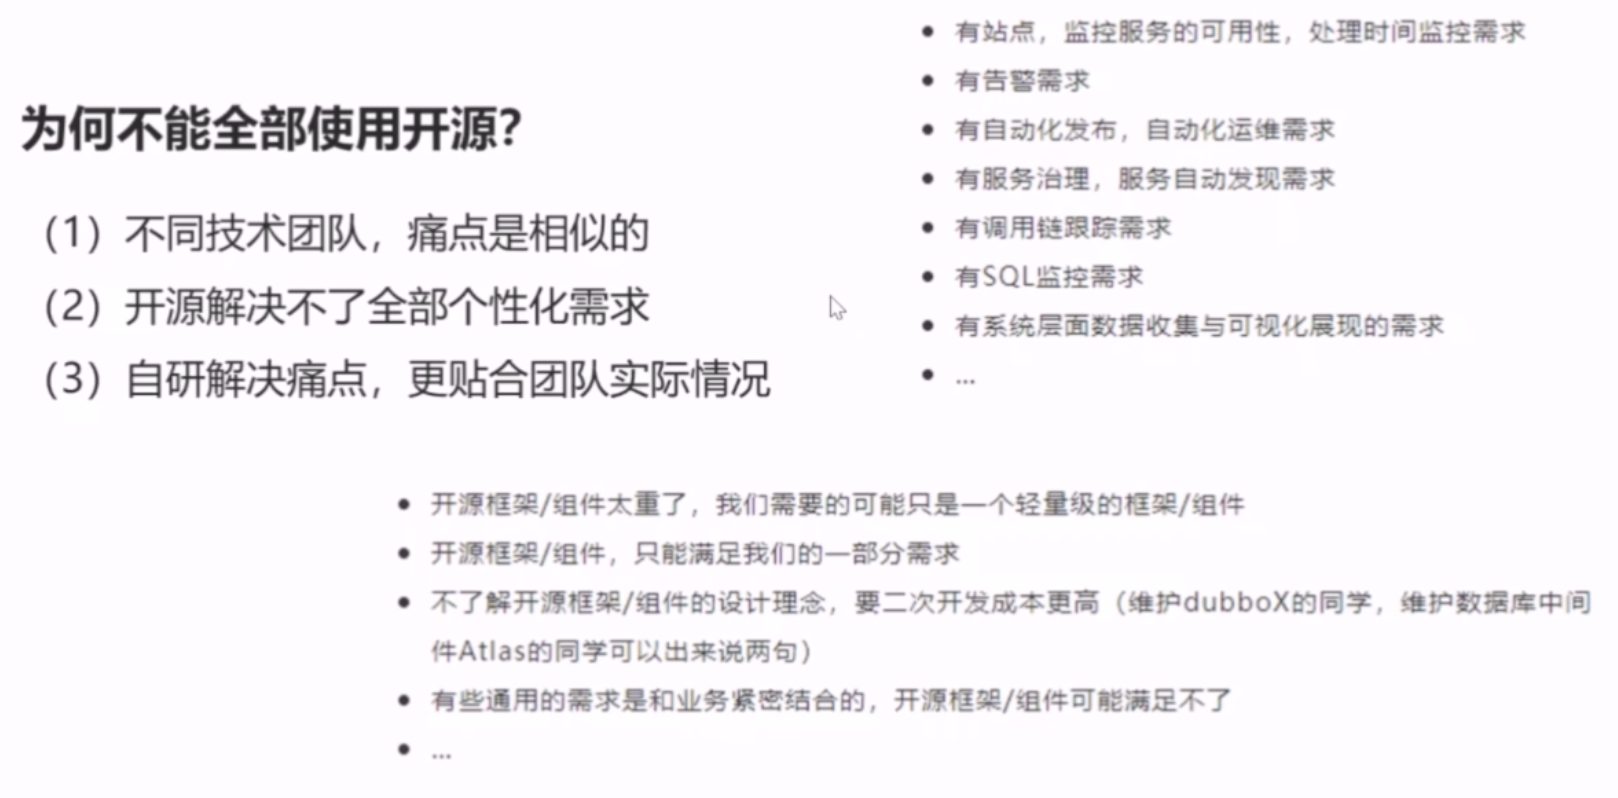 为何不能全部使用开源?
（1）不同技术团队，痛点是相似的
（2）开源解决不了全部个性化需求
（3）自研解决痛点，更贴合团队实际情况
● 有站点，监控服务的可用性，处理时间监控需求
● 有告警需求
● 有自动化发布，自动化运维需求
● 有服务治理，服务自动发现需求
● 有调用链跟踪需求
● 有SQL监控需求
● 有系统层面数据收集与可视化展现的需求
● ...
● 开源框架/组件太重了，我们需要的可能只是一个轻量级的框架/组件
● 开源框架/组件，只能满足我们的一部分需求
● 不了解开源框架/组件的设计理念，要二次开发成本更高（维护dubboX的同学，维护数据库中间
件Atlas的同学可以出来说两句）
● 有些通用的需求是和业务紧密结合的，开源框架/组件可能满足不了
● ...